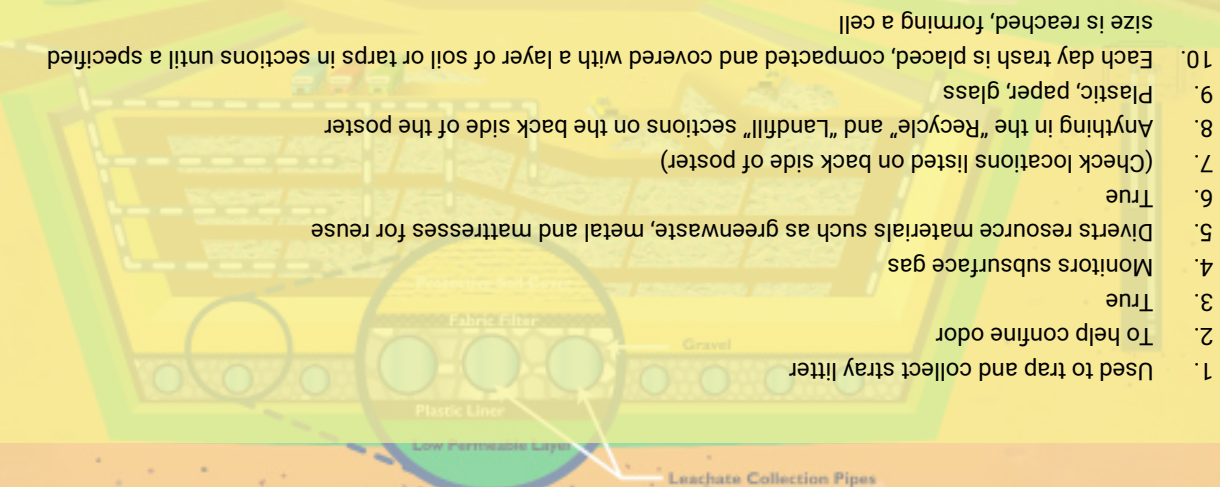 1. Used to trap and collect stray litter
2. To help confine odor
3. True
4. Monitors subsurface gas
5. Diverts resource materials such as greenwaste, metal and mattresses for reuse
6. True
7. (Check locations listed on back side of poster)
8. Anything in the “Recycle” and “Landfill” sections on the back side of the poster
9. Plastic, paper, glass
10. Each day trash is placed, compacted and covered with a layer of soil or tarps in sections until a specified
size is reached, forming a cell
Protective Soil Cover
Fabric Filter
Gravel
Plastic Liner
Low Permeable Layer
Leachate Collection Pipes